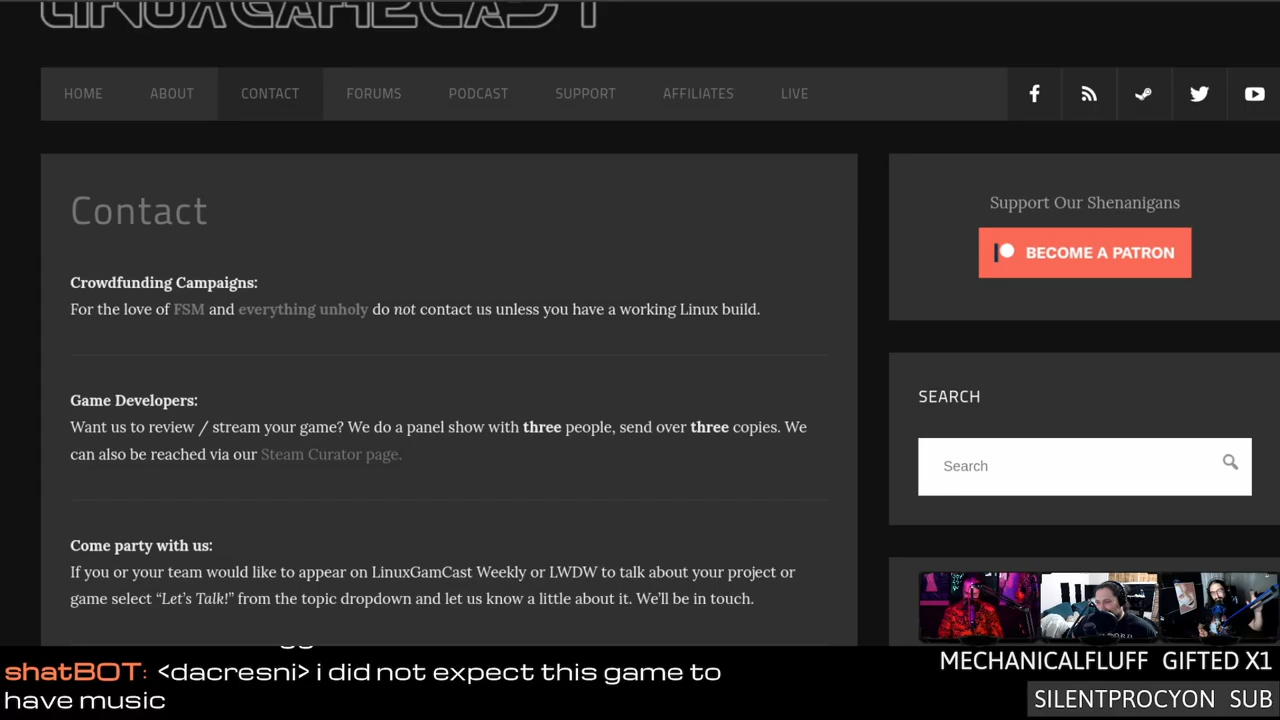 LINUXGAMECAST
HOME ABOUT CONTACT FORUMS PODCAST SUPPORT AFFILIATES LIVE
Contact
Crowdfunding Campaigns:
For the love of FSM and everything unholy do not contact us unless you have a working Linux build.
Game Developers:
Want us to review / stream your game? We do a panel show with three people, send over three copies. We
can also be reached via our Steam Curator page.
Come party with us:
If you or your team would like to appear on LinuxGamCast Weekly or LWDW to talk about your project or
game select “Let’s Talk!” from the topic dropdown and let us know a little about it. We’ll be in touch.
Support Our Shenanigans
BECOME A PATRON
SEARCH
Search
shatBOT: <dacresni> i did not expect this game to
have music
MECHANICALFLUFF GIFTED X1
SILENTPROCYON SUB